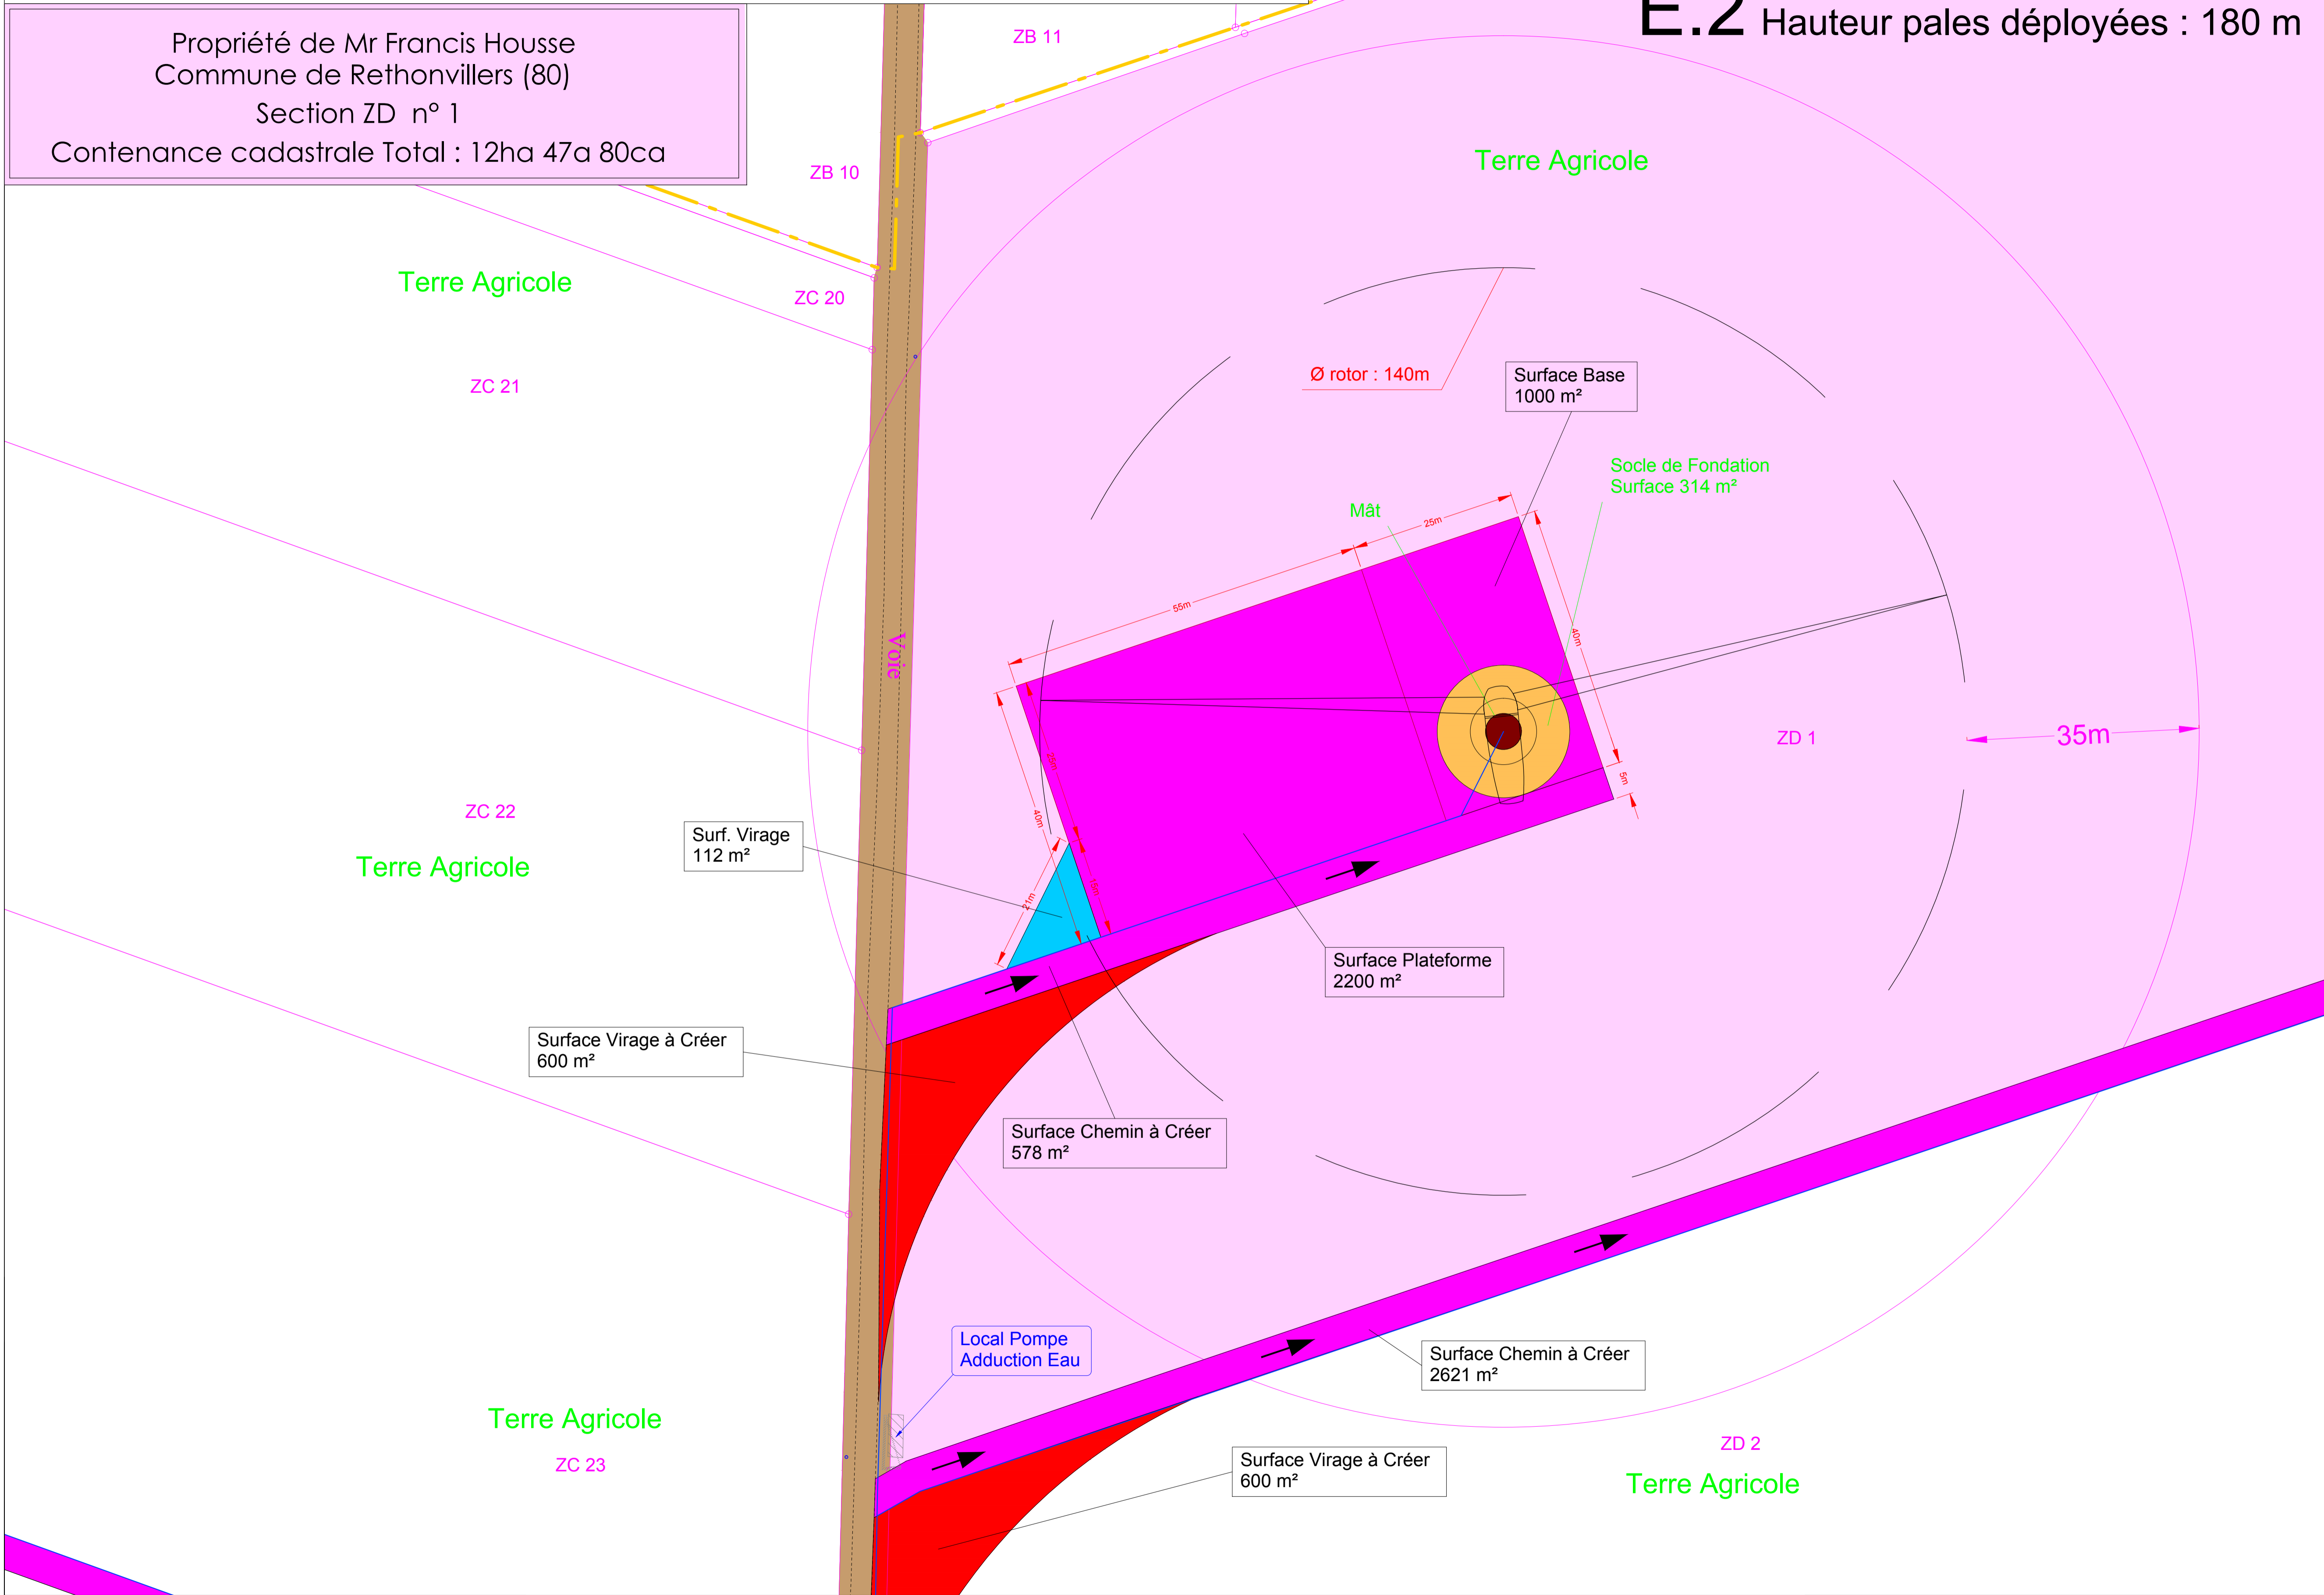 E.2 Hauteur pales déployées : 180 m
Propriété de Mr Francis Housse
Commune de Rethonvillers (80)
Section ZD n° 1
Contenance cadastrale Total : 12ha 47a 80ca
ZB 11
ZB 10
Terre Agricole
Terre Agricole
ZC 20
ZC 21
Ø rotor : 140m
Surface Base
1000 m²
Socle de Fondation
Surface 314 m²
Mât
25m
55m
40m
Voie
ZD 1
35m
5m
25m
40m
15m
21m
ZC 22
Terre Agricole
Surf. Virage
112 m²
Surface Plateforme
2200 m²
Surface Virage à Créer
600 m²
Surface Chemin à Créer
578 m²
Local Pompe
Adduction Eau
Surface Chemin à Créer
2621 m²
Terre Agricole
ZC 23
Surface Virage à Créer
600 m²
ZD 2
Terre Agricole